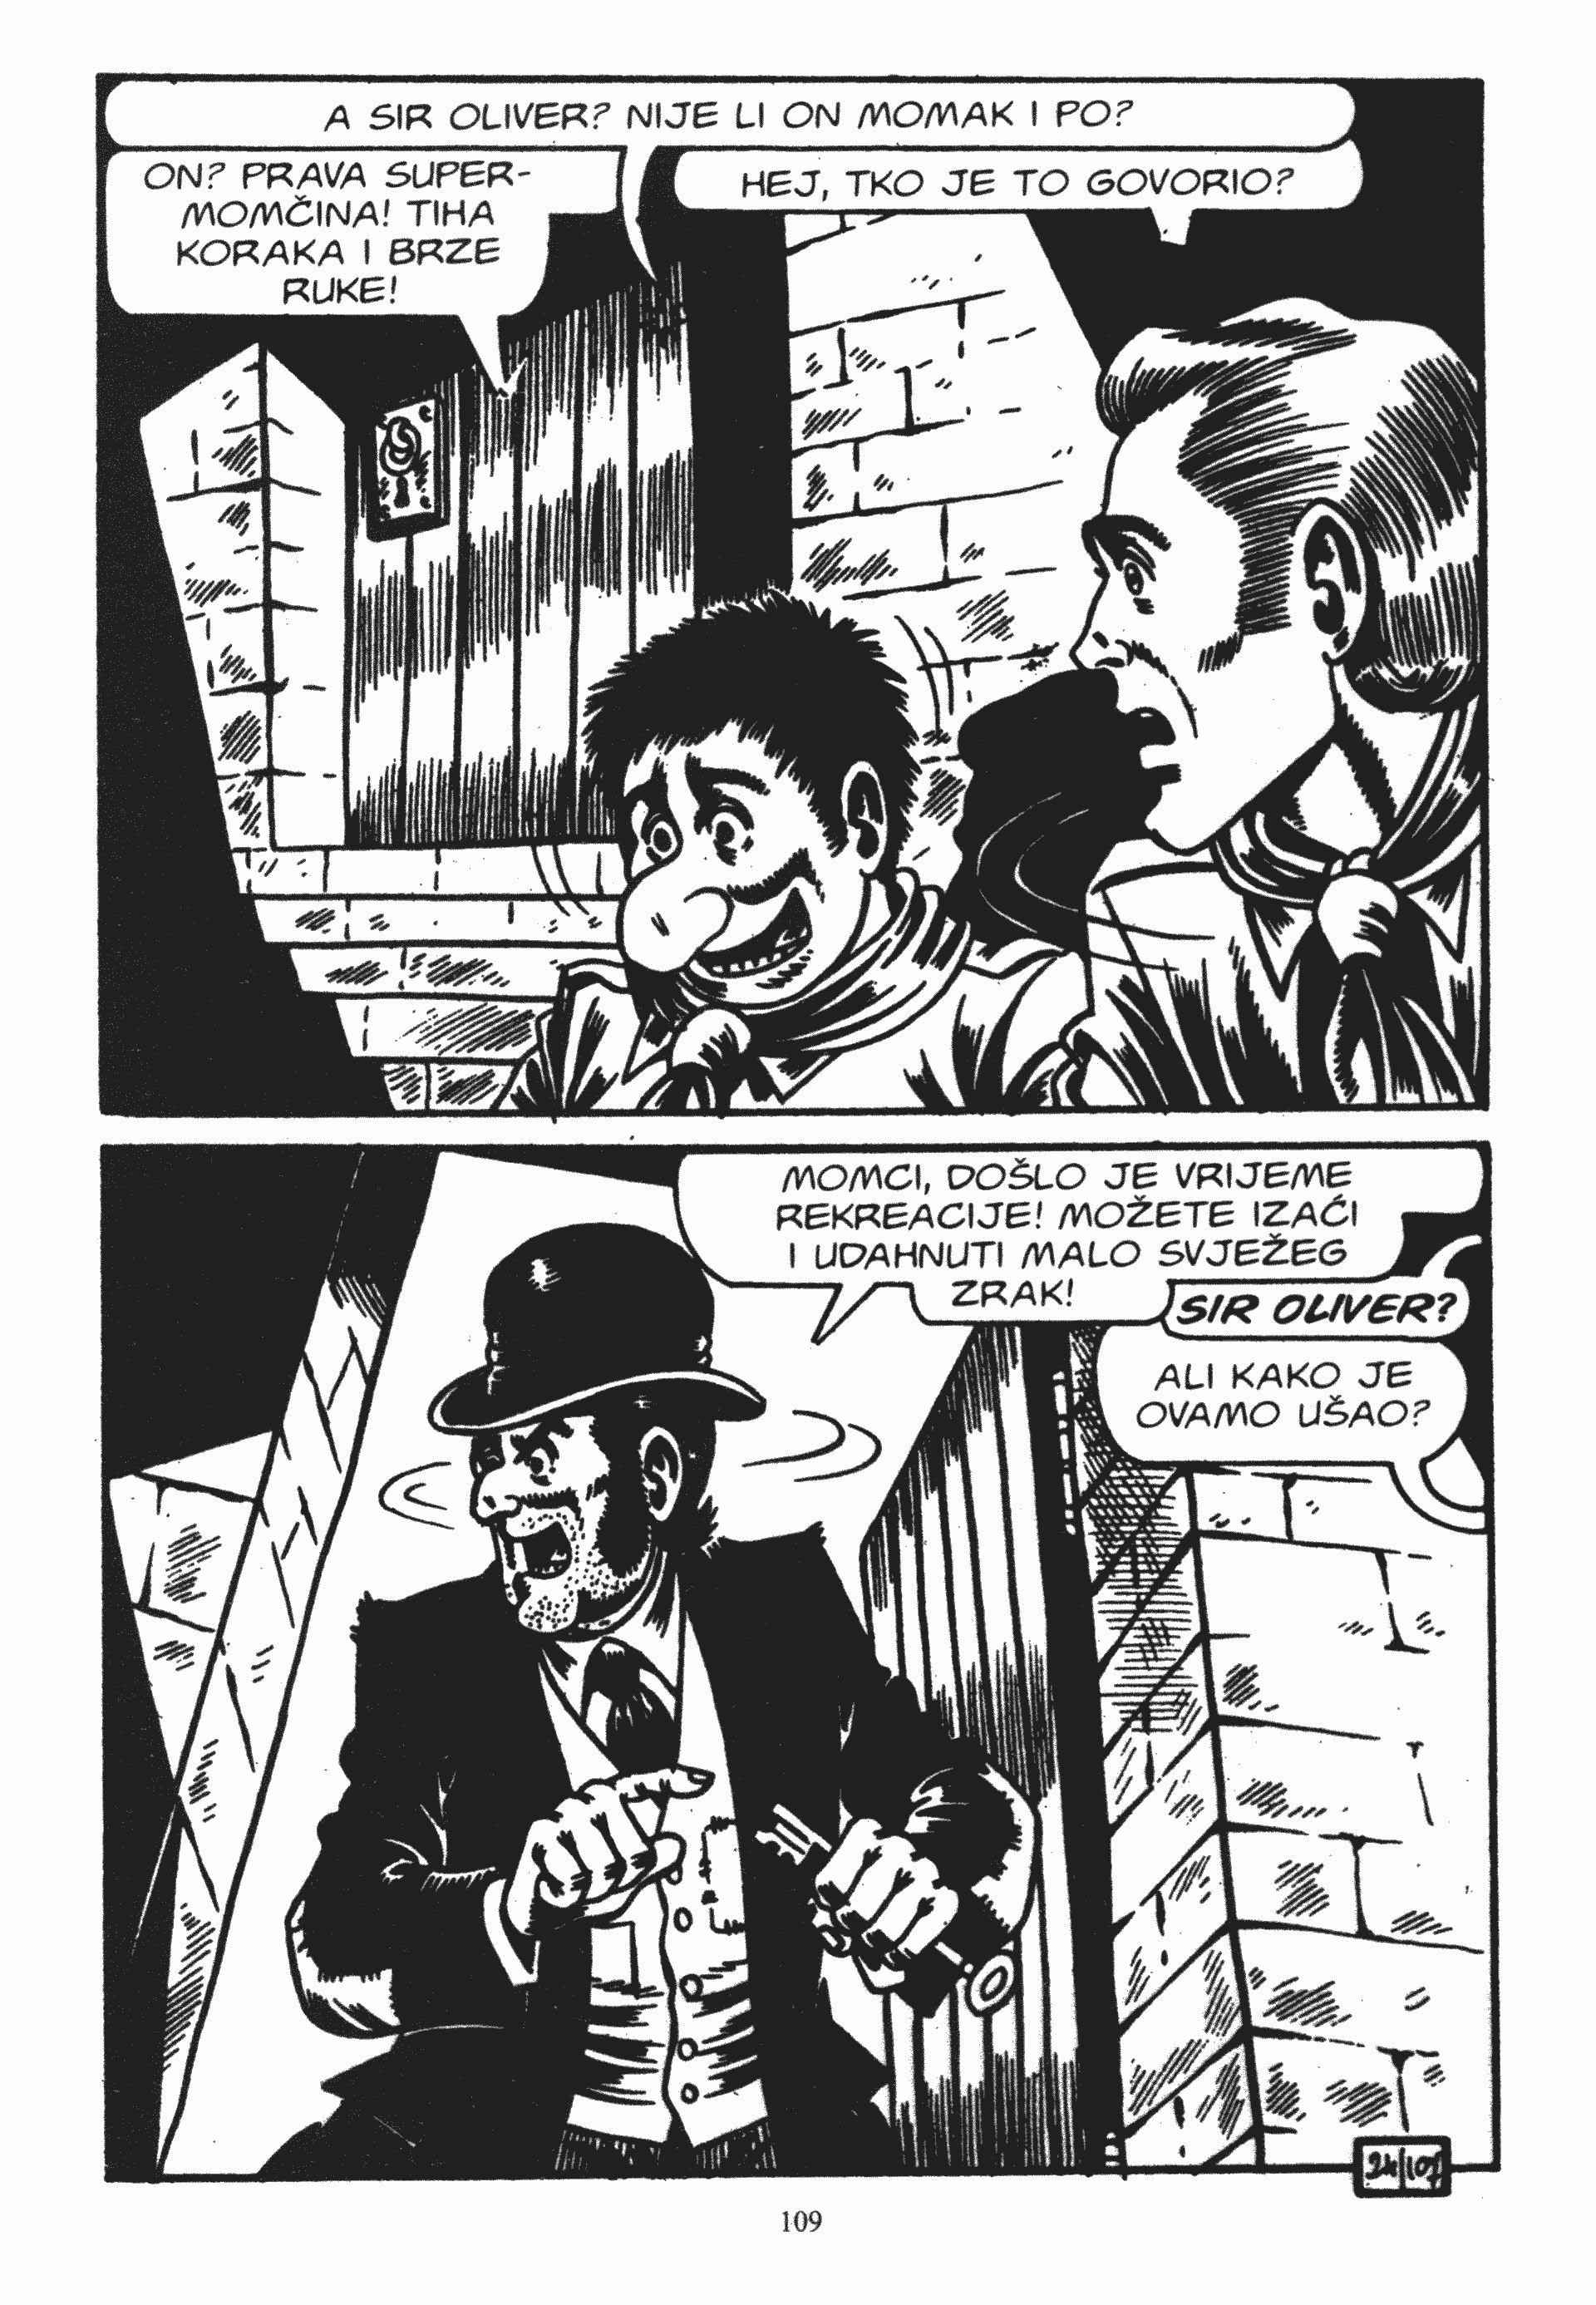 A SIR OLIVER? NIJE LI ON MOMAK I PO?
ON? PRAVA SUPER-
MOMČINA! TIHA
KORAKA I BRZE
RUKE!
HEJ, TKO JE TO GOVORIO?
MOMCI, DOŠLO JE VRIJEME
REKREACIJE! MOŽETE IZAĆI
I UDAHNUTI MALO SVJEŽEG
ZRAK!
SIR OLIVER?
ALI KAKO JE
OVAMO UŠAO?
24/107
109